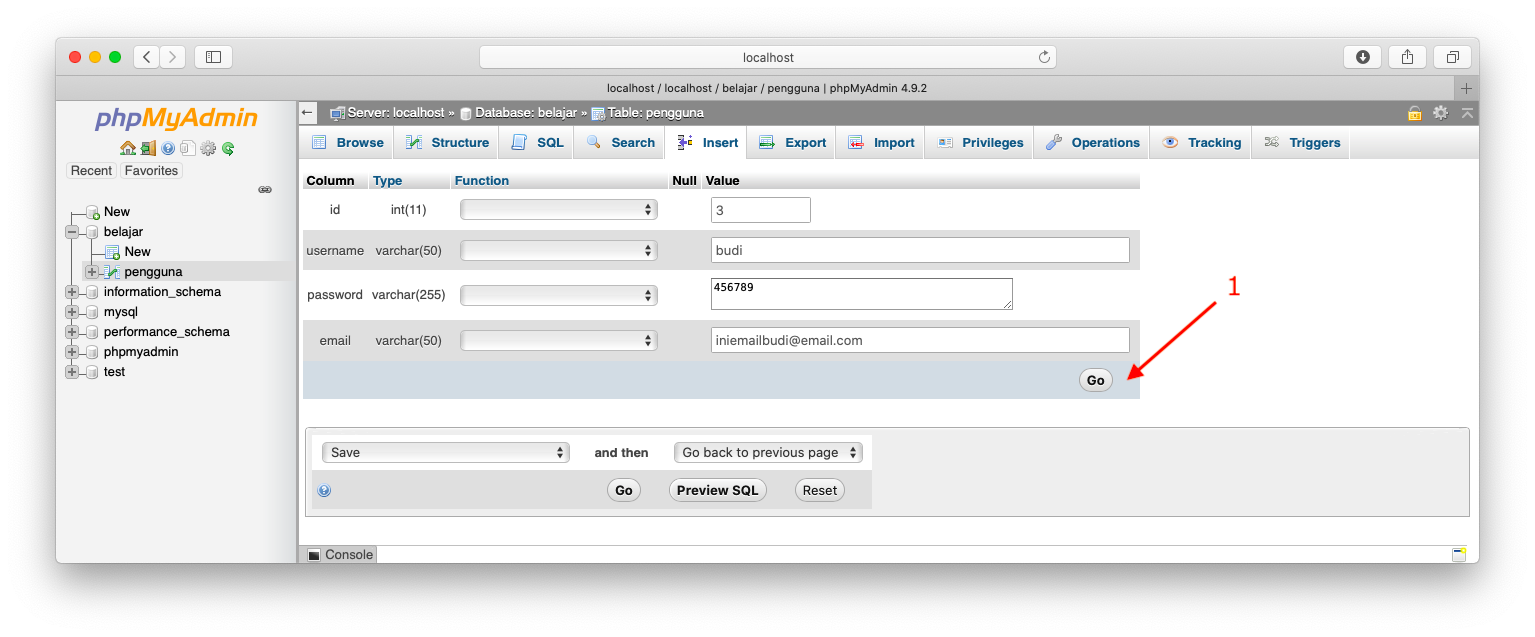 localhost
localhost / localhost / belajar / pengguna | phpMyAdmin 4.9.2
phpMyAdmin
Recent Favorites
New
belajar
New
pengguna
information_schema
mysql
performance_schema
phpmyadmin
test
Server: localhost » Database: belajar » Table: pengguna
Browse Structure SQL Search Insert Export Import Privileges Operations Tracking Triggers
Column Type Function Null Value
id int(11) 3
username varchar(50) budi
password varchar(255) 456789
1
email varchar(50) iniemailbudi@email.com
Go
Save and then Go back to previous page
Go Preview SQL Reset
Console